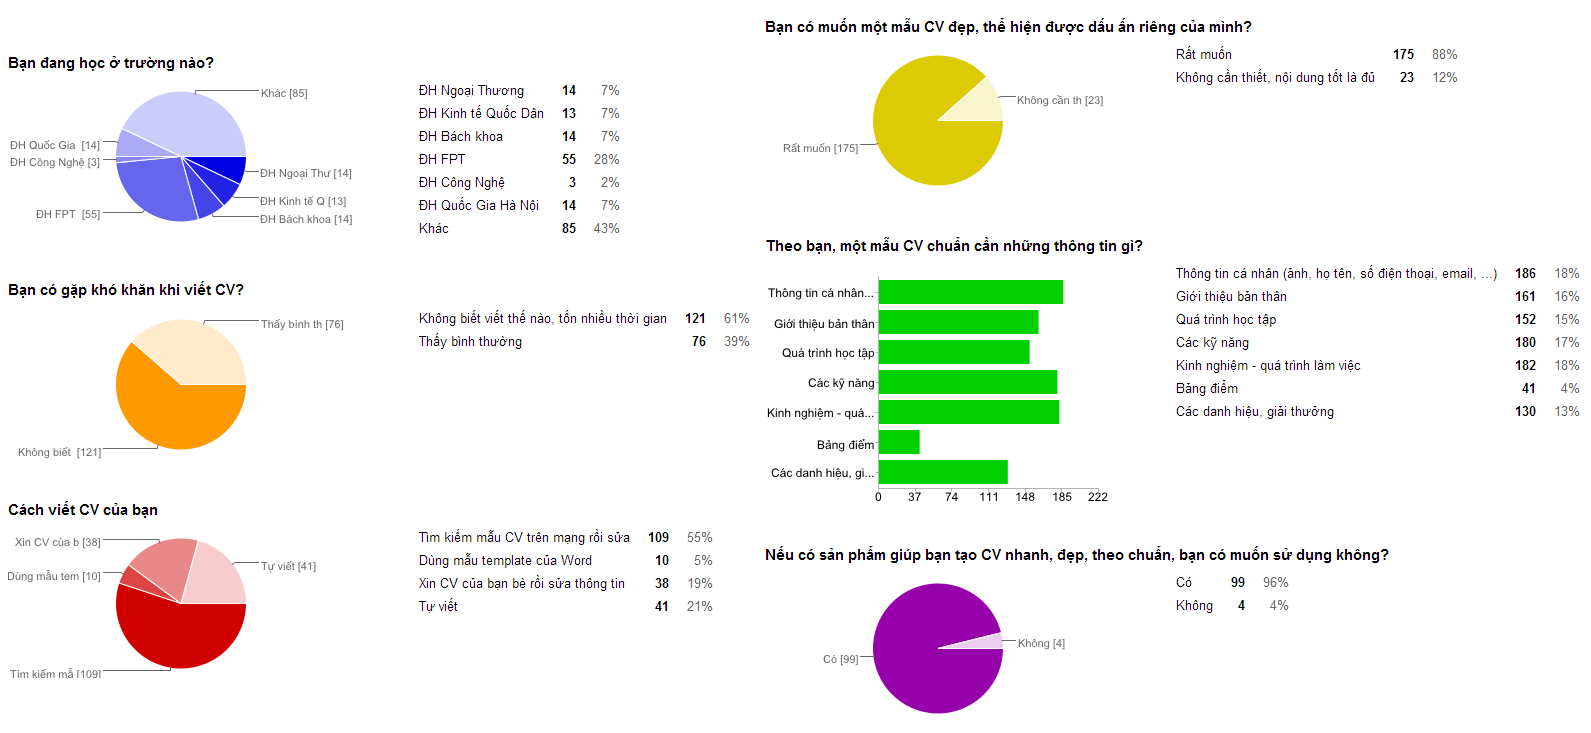 Bạn đang học ở trường nào?
Khác [85]
ĐH Quốc Gia [14]
ĐH Công Nghệ [3]
ĐH FPT [55]
ĐH Ngoại Thư [14]
ĐH Kinh tế Q [13]
ĐH Bách khoa [14]
ĐH Ngoại Thương 14 7%
ĐH Kinh tế Quốc Dân 13 7%
ĐH Bách khoa 14 7%
ĐH FPT 55 28%
ĐH Công Nghệ 3 2%
ĐH Quốc Gia Hà Nội 14 7%
Khác 85 43%
Bạn có gặp khó khăn khi viết CV?
Thấy bình th [76]
Không biết [121]
Không biết viết thế nào, tốn nhiều thời gian 121 61%
Thấy bình thường 76 39%
Cách viết CV của bạn
Xin CV của b [38]
Dùng mẫu tem [10]
Tự viết [41]
Tìm kiếm mẫ [109]
Tìm kiếm mẫu CV trên mạng rồi sửa 109 55%
Dùng mẫu template của Word 10 5%
Xin CV của bạn bè rồi sửa thông tin 38 19%
Tự viết 41 21%
Bạn có muốn một mẫu CV đẹp, thể hiện được dấu ấn riêng của mình?
Không cần th [23]
Rất muốn [175]
Rất muốn 175 88%
Không cần thiết, nội dung tốt là đủ 23 12%
Theo bạn, một mẫu CV chuẩn cần những thông tin gì?
Thông tin cá nhân...
Giới thiệu bản thân
Quá trình học tập
Các kỹ năng
Kinh nghiệm - quá...
Bảng điểm
Các danh hiệu, gi...
0 37 74 111 148 185 222
Thông tin cá nhân (ảnh, họ tên, số điện thoại, email, ...) 186 18%
Giới thiệu bản thân 161 16%
Quá trình học tập 152 15%
Các kỹ năng 180 17%
Kinh nghiệm - quá trình làm việc 182 18%
Bảng điểm 41 4%
Các danh hiệu, giải thưởng 130 13%
Nếu có sản phẩm giúp bạn tạo CV nhanh, đẹp, theo chuẩn, bạn có muốn sử dụng không?
Không [4]
Có [99]
Có 99 96%
Không 4 4%